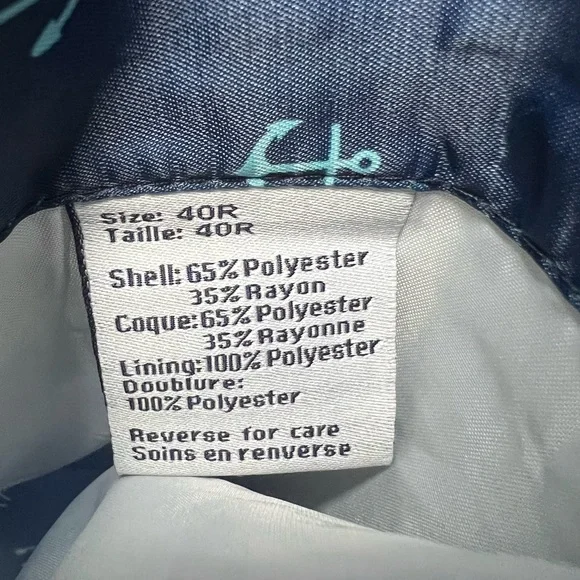 Size: 40R
Taille: 40R
Shell: 65% Polyester
35% Rayon
Coque: 65% Polyester
35% Rayonne
Lining: 100% Polyester
Doublure:
100% Polyester
Reverse for care
Soins en renverse